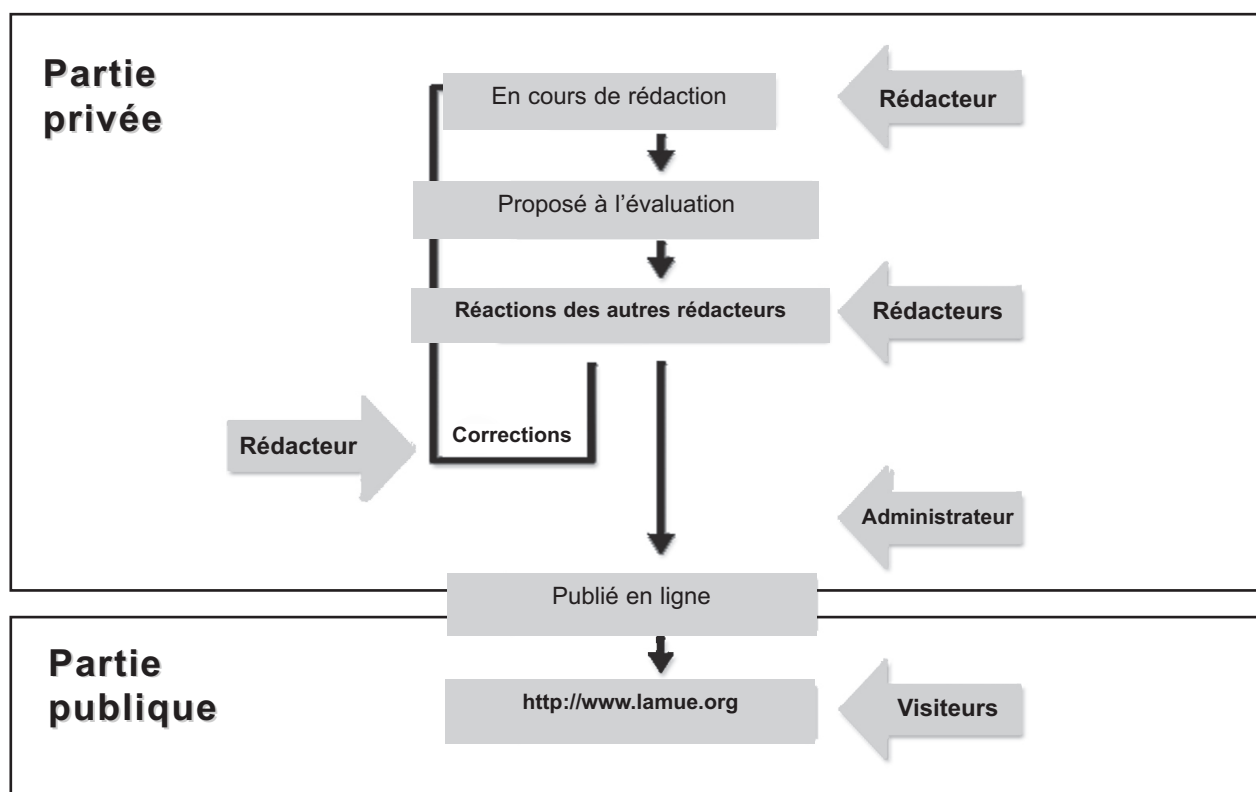 Partie
privée
En cours de rédaction
Rédacteur
Proposé à l’évaluation
Réactions des autres rédacteurs
Rédacteurs
Rédacteur
Corrections
Administrateur
Publié en ligne
Partie
publique
http://www.lamue.org
Visiteurs